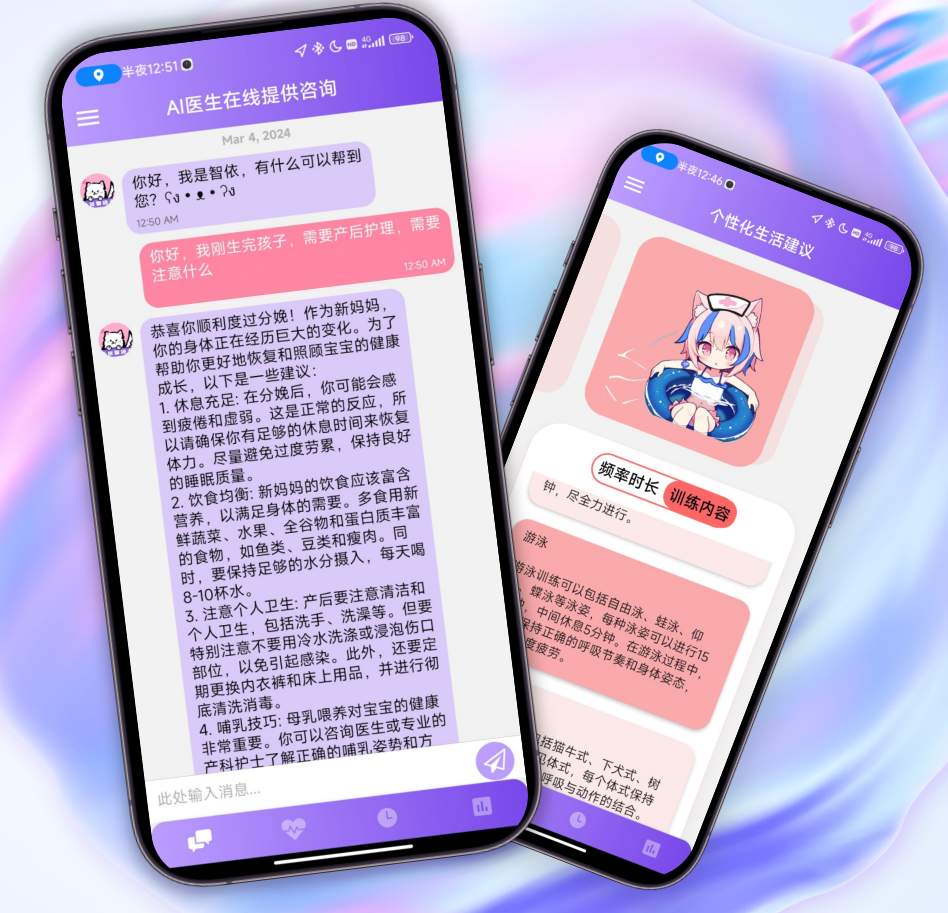 半夜12:51
4G
98
AI医生在线提供咨询
Mar 4, 2024
你好，我是智依，有什么可以帮到
您？ʕง•ᴥ•ʔง
12:50 AM
你好，我刚生完孩子，需要产后护理，需要
注意什么
12:50 AM
恭喜你顺利度过分娩！作为新妈妈，
你的身体正在经历巨大的变化。为了
帮助你更好地恢复和照顾宝宝的健康
成长，以下是一些建议：
1. 休息充足: 在分娩后，你可能会感
到疲倦和虚弱。这是正常的反应，所
以请确保你有足够的休息时间来恢复
体力。尽量避免过度劳累，保持良好
的睡眠质量。
2. 饮食均衡: 新妈妈的饮食应该富含
营养，以满足身体的需要。多食用新
鲜蔬菜、水果、全谷物和蛋白质丰富
的食物，如鱼类、豆类和瘦肉。同
时，要保持足够的水分摄入，每天喝
8-10杯水。
3. 注意个人卫生: 产后要注意清洁和
个人卫生，包括洗手、洗澡等。但要
特别注意不要用冷水洗涤或浸泡伤口
部位，以免引起感染。此外，还要定
期更换内衣裤和床上用品，并进行彻
底清洗消毒。
4. 哺乳技巧: 母乳喂养对宝宝的健康
非常重要。你可以咨询医生或专业的
产科护士了解正确的哺乳姿势和方
此处输入消息...
半夜12:46
4G
98
个性化生活建议
频率时长
训练内容
钟，尽全力进行。
游泳
游泳训练可以包括自由泳、蛙泳、仰
、蝶泳等泳姿，每种泳姿可以进行15
，中间休息5分钟。在游泳过程中，
保持正确的呼吸节奏和身体姿态，
度疲劳。
括猫牛式、下犬式、树
体式，每个体式保持
呼吸与动作的结合。